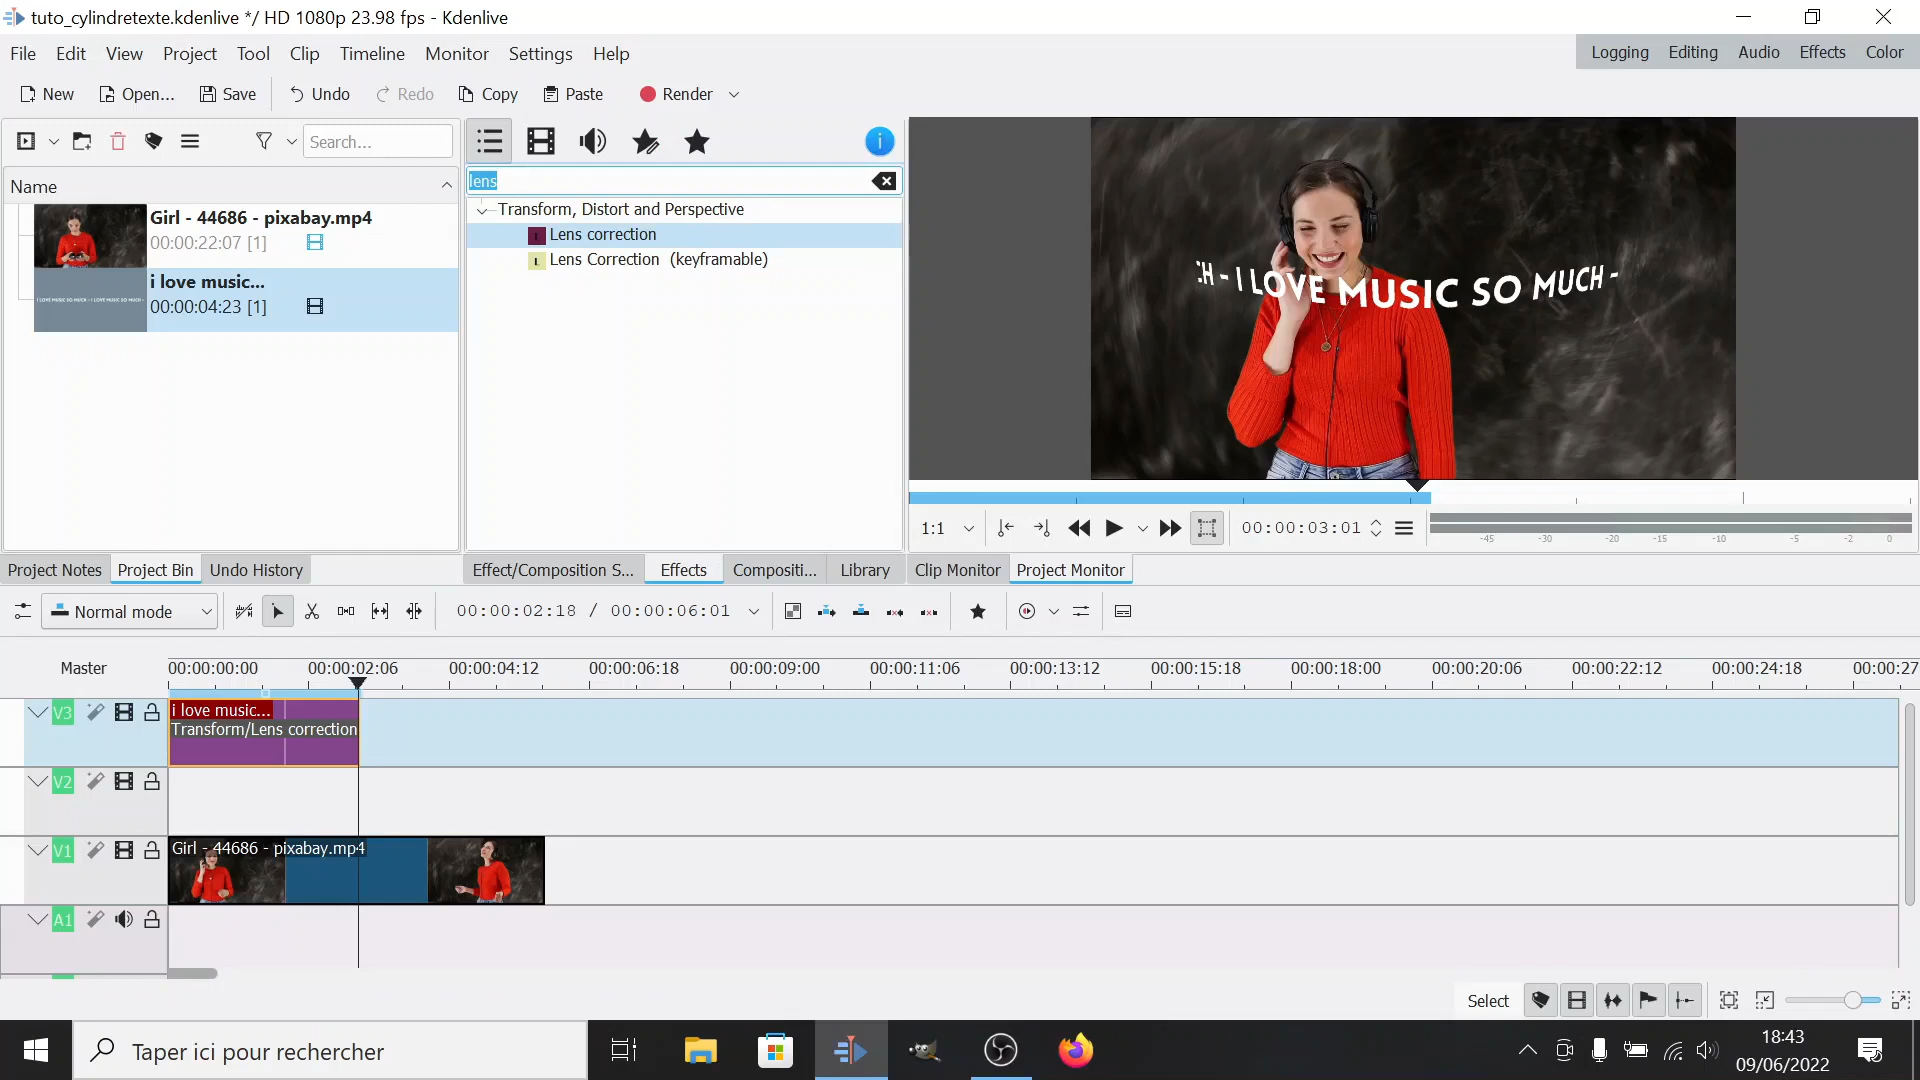 tuto_cylindretexte.kdenlive */ HD 1080p 23.98 fps - Kdenlive
File Edit View Project Tool Clip Timeline Monitor Settings Help
Logging Editing Audio Effects Color
New Open... Save Undo Redo Copy Paste Render
Search...
Name
Girl - 44686 - pixabay.mp4
00:00:22:07 [1]
I LOVE MUSIC SO MUCH - I LOVE MUSIC SO MUCH -
i love music...
00:00:04:23 [1]
lens
Transform, Distort and Perspective
Lens correction
Lens Correction (keyframable)
CH - I LOVE MUSIC SO MUCH -
1:1
00:00:03:01
-45 -30 -20 -15 -10 -5 -2 0
Project Notes Project Bin Undo History
Effect/Composition S... Effects Compositi... Library
Clip Monitor Project Monitor
Normal mode
00:00:02:18 / 00:00:06:01
Master
00:00:00:00 00:00:02:06 00:00:04:12 00:00:06:18 00:00:09:00 00:00:11:06 00:00:13:12 00:00:15:18 00:00:18:00 00:00:20:06 00:00:22:12 00:00:24:18 00:00:27
V3
i love music...
Transform/Lens correction
V2
V1
Girl - 44686 - pixabay.mp4
A1
Select
Taper ici pour rechercher
18:43
09/06/2022